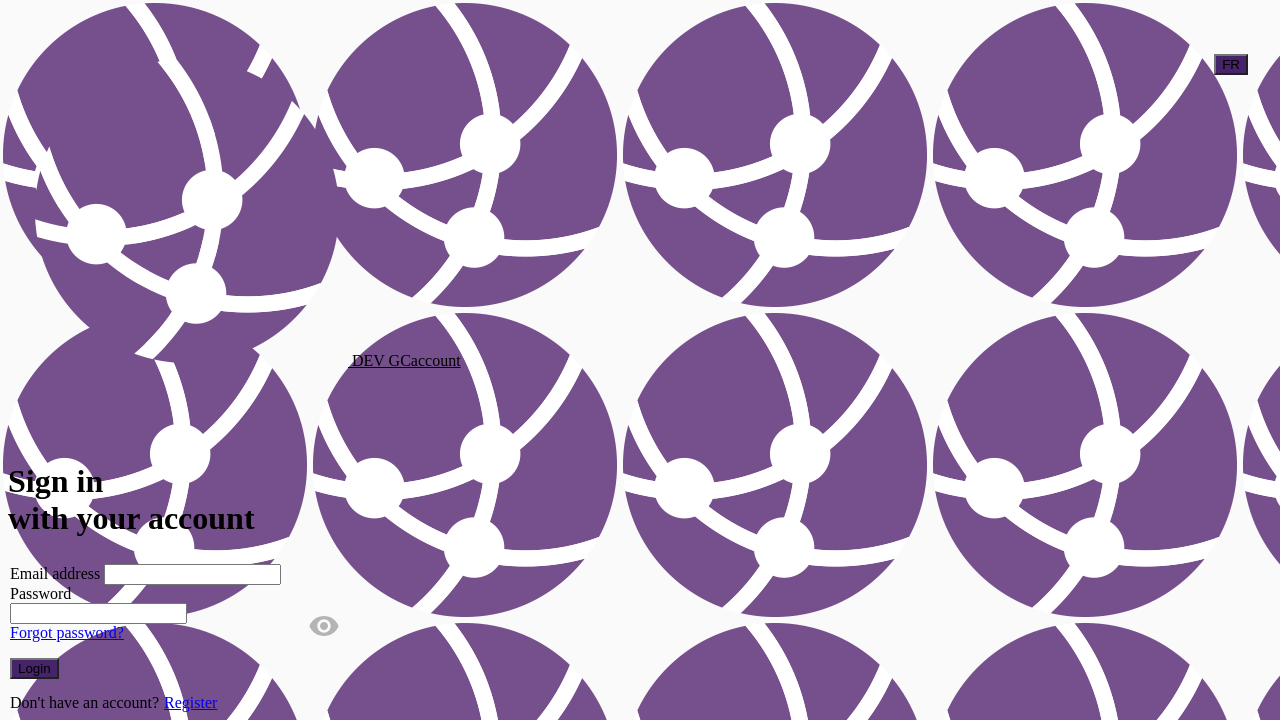 FR
DEV GCaccount
Sign in
with your account
Email address
Password
Forgot password?
Login
Don't have an account? Register